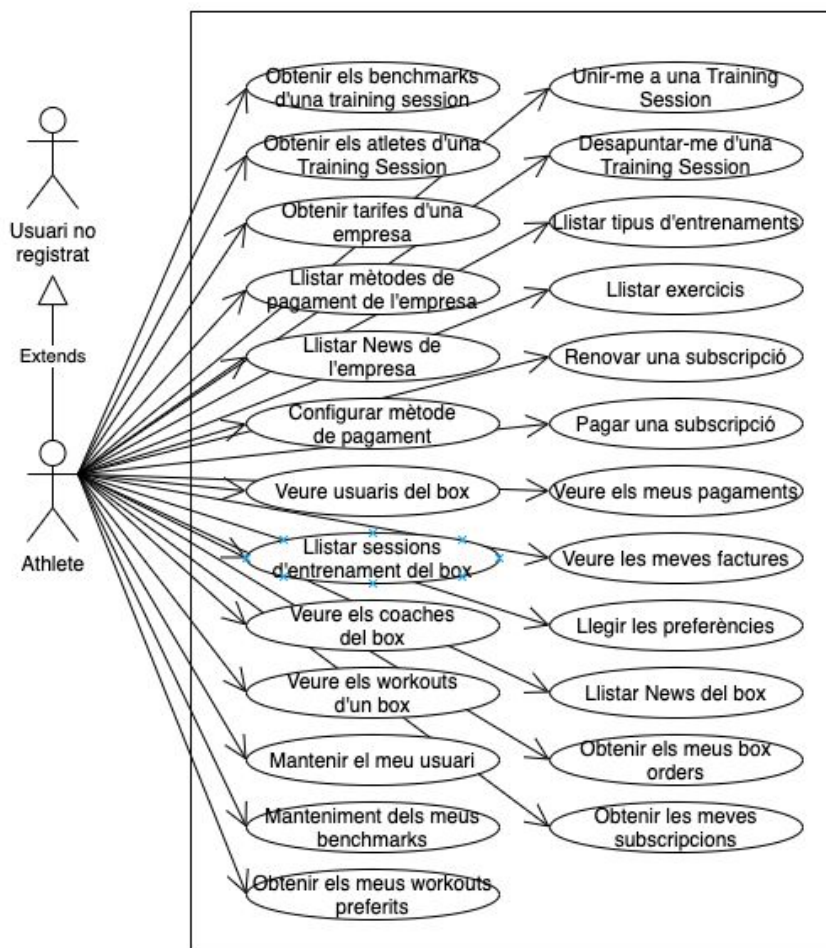 Usuari no
registrat
Extends
Athlete
Obtenir els benchmarks
d'una training session
Obtenir els atletes d'una
Training Session
Obtenir tarifes d'una
empresa
Llistar mètodes de
pagament de l'empresa
Llistar News de
l'empresa
Configurar mètode
de pagament
Veure usuaris del box
Llistar sessions
d'entrenament del box
Veure els coaches
del box
Veure els workouts
d'un box
Mantenir el meu usuari
Manteniment dels meus
benchmarks
Obtenir els meus workouts
preferits
Unir-me a una Training
Session
Desapuntar-me d'una
Training Session
Llistar tipus d'entrenaments
Llistar exercicis
Renovar una subscripció
Pagar una subscripció
Veure els meus pagaments
Veure les meves factures
Llegir les preferències
Llistar News del box
Obtenir els meus box
orders
Obtenir les meves
subscripcions